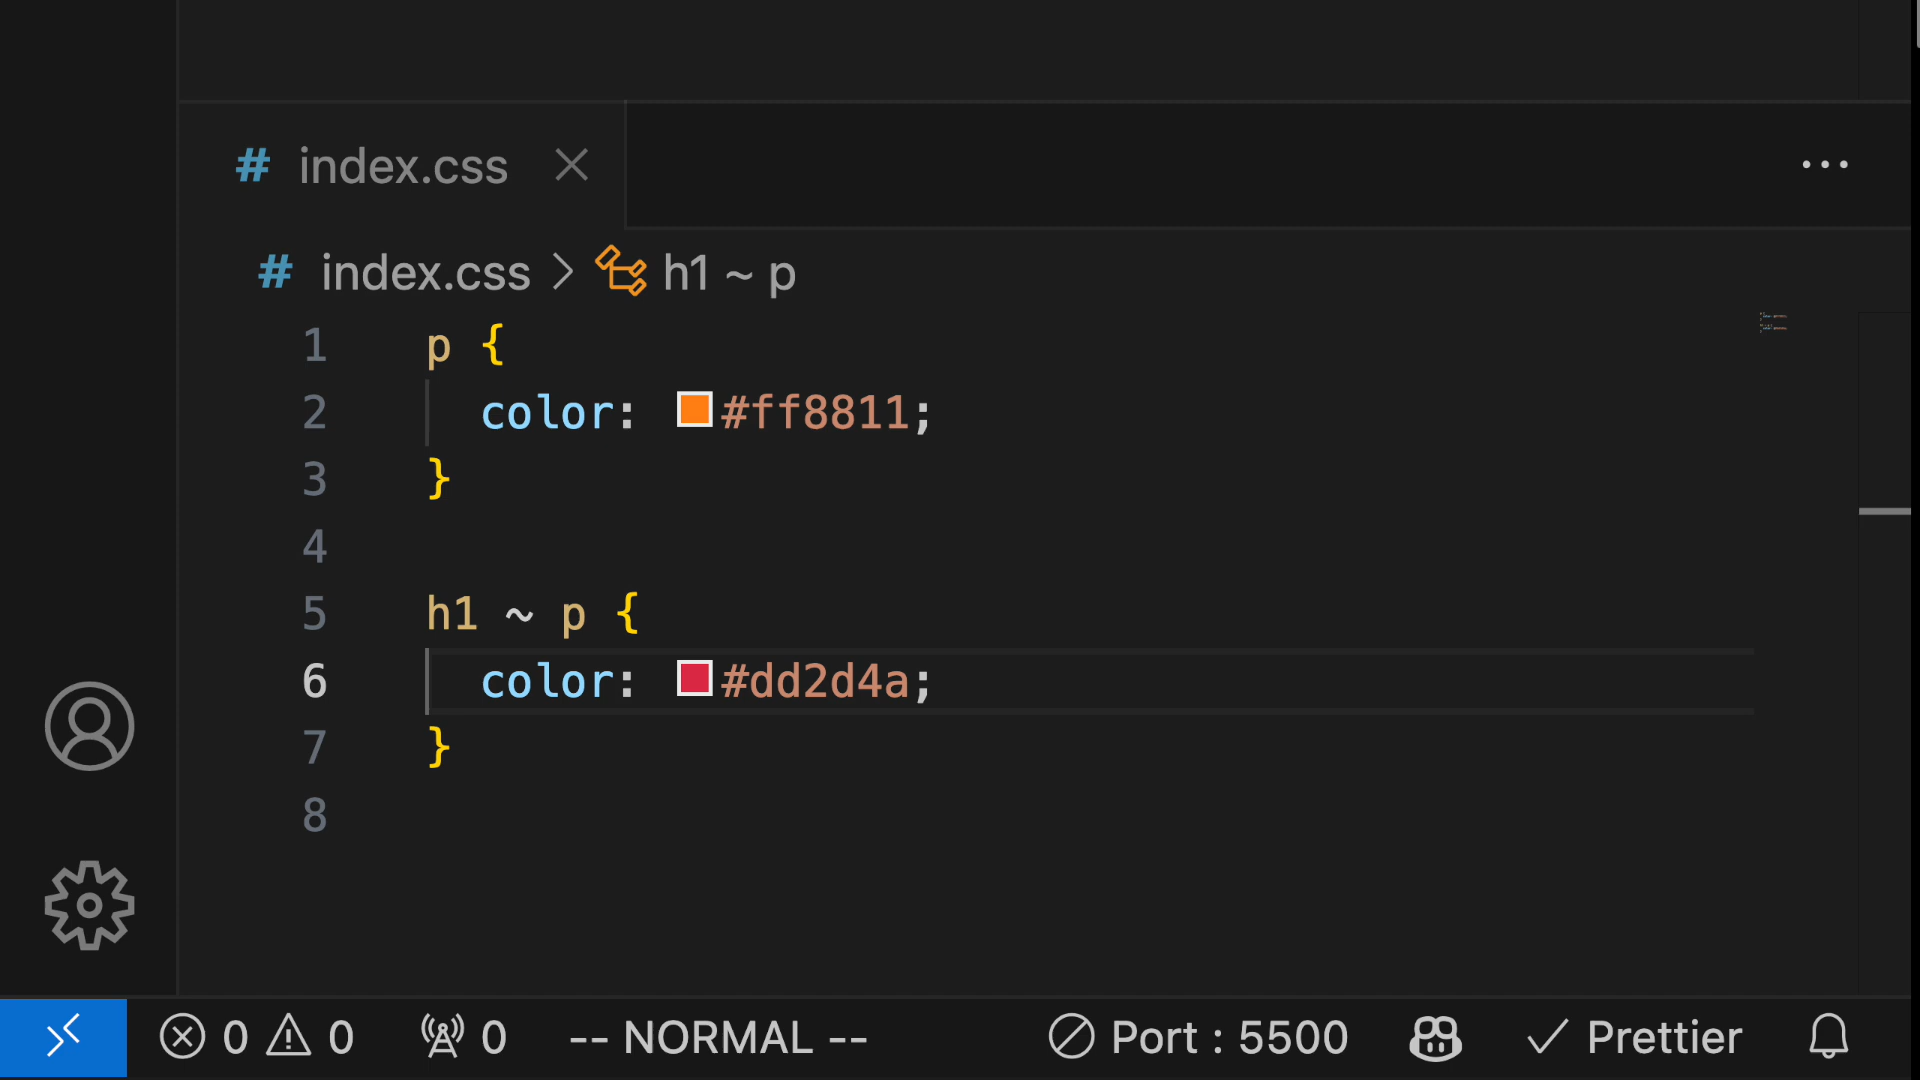 # index.css
# index.css > h1 ~ p
1 p {
2 color: #ff8811;
3 }
4
5 h1 ~ p {
6 color: #dd2d4a;
7 }
8
0 0 0 -- NORMAL -- Port : 5500 Prettier